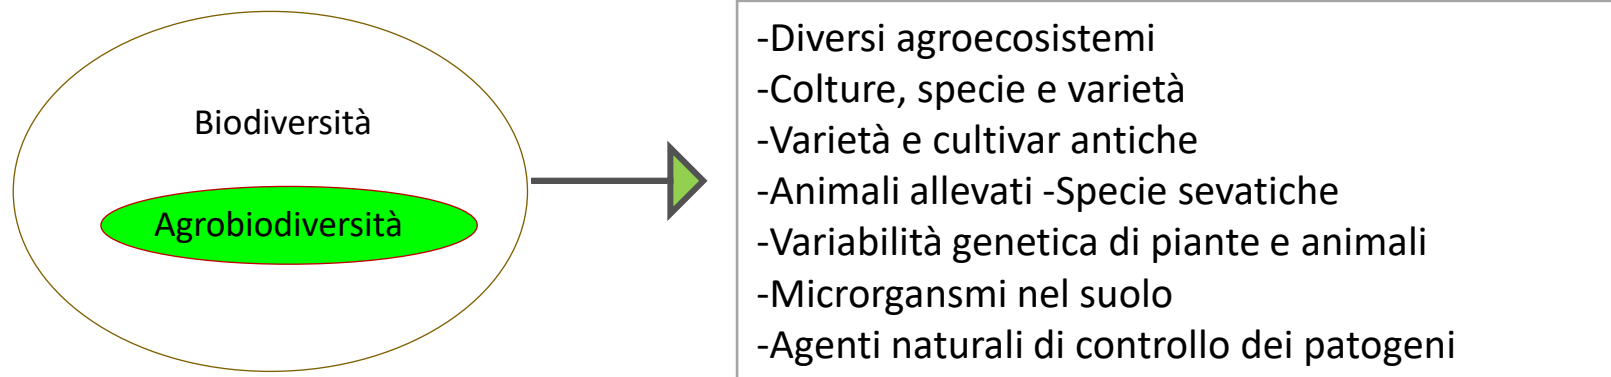 Biodiversità
Agrobiodiversità
-Diversi agroecosistemi
-Colture, specie e varietà
-Varietà e cultivar antiche
-Animali allevati -Specie sevatiche
-Variabilità genetica di piante e animali
-Microrgansmi nel suolo
-Agenti naturali di controllo dei patogeni